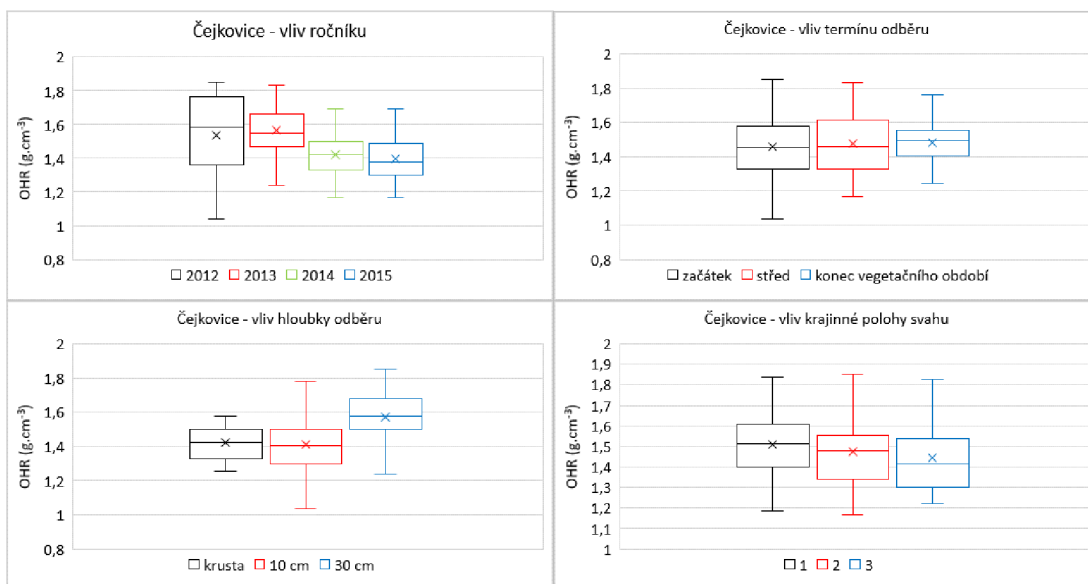 Čejkovice - vliv ročníku
OHR (g.cm-3)
2
1,8
1,6
1,4
1,2
1
0,8
2012 2013 2014 2015
Čejkovice - vliv termínu odběru
OHR (g.cm-3)
2
1,8
1,6
1,4
1,2
1
0,8
začátek střed konec vegetačního období
Čejkovice - vliv hloubky odběru
OHR (g.cm-3)
2
1,8
1,6
1,4
1,2
1
0,8
krusta 10 cm 30 cm
Čejkovice - vliv krajinné polohy svahu
OHR (g.cm-3)
2
1,9
1,8
1,7
1,6
1,5
1,4
1,3
1,2
1,1
1
1 2 3